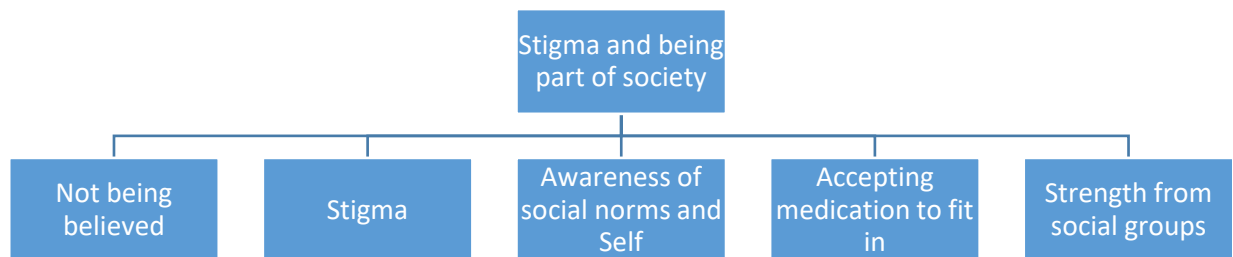 Stigma and being
part of society
Not being
believed
Stigma
Awareness of
social norms and
Self
Accepting
medication to fit
in
Strength from
social groups